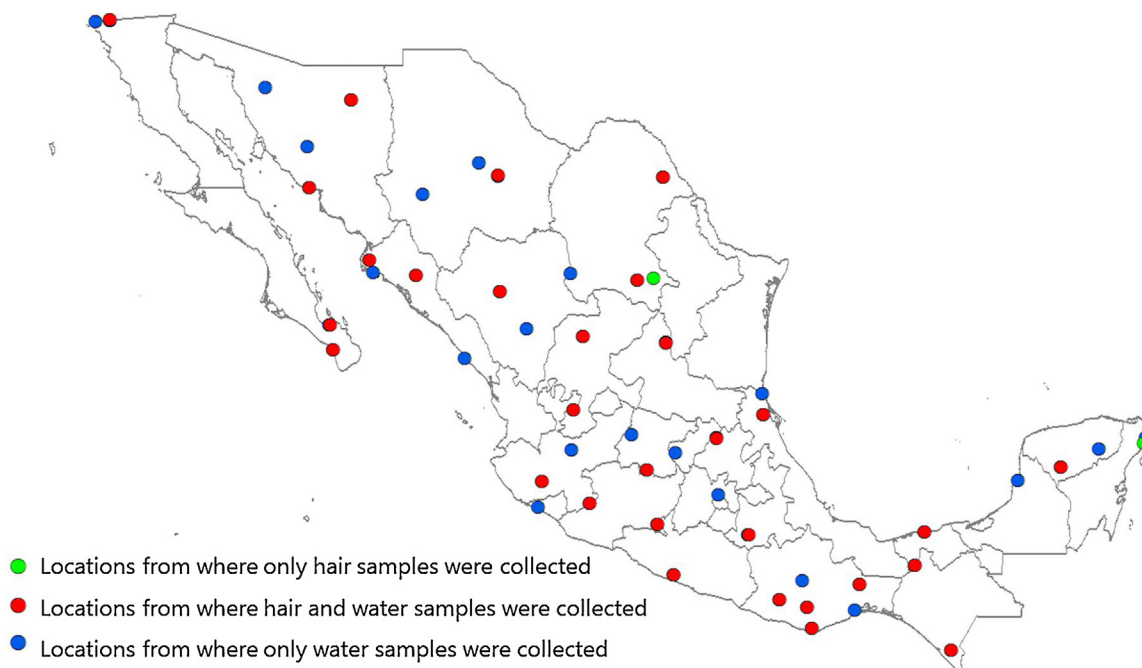 Locations from where only hair samples were collected
Locations from where hair and water samples were collected
Locations from where only water samples were collected